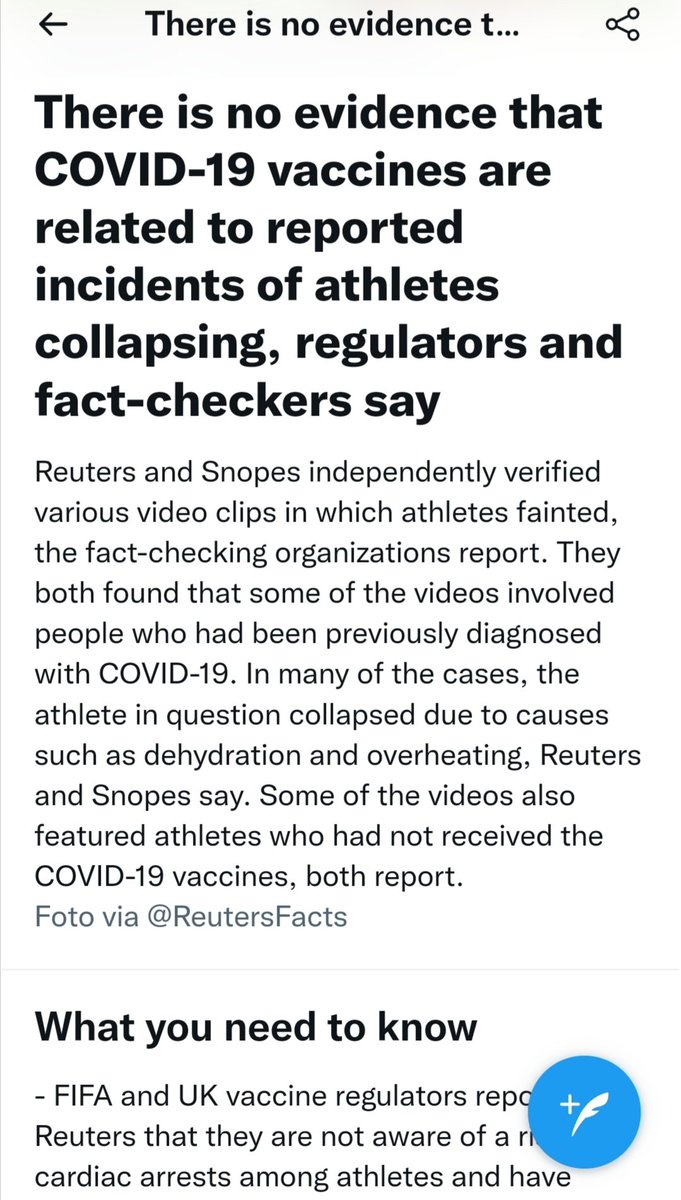 There is no evidence t...
There is no evidence that
COVID-19 vaccines are
related to reported
incidents of athletes
collapsing, regulators and
fact-checkers say
Reuters and Snopes independently verified
various video clips in which athletes fainted,
the fact-checking organizations report. They
both found that some of the videos involved
people who had been previously diagnosed
with COVID-19. In many of the cases, the
athlete in question collapsed due to causes
such as dehydration and overheating, Reuters
and Snopes say. Some of the videos also
featured athletes who had not received the
COVID-19 vaccines, both report.
Foto via @ReutersFacts
What you need to know
- FIFA and UK vaccine regulators
Reuters that they are not aware of a
cardiac arrests among athletes and have